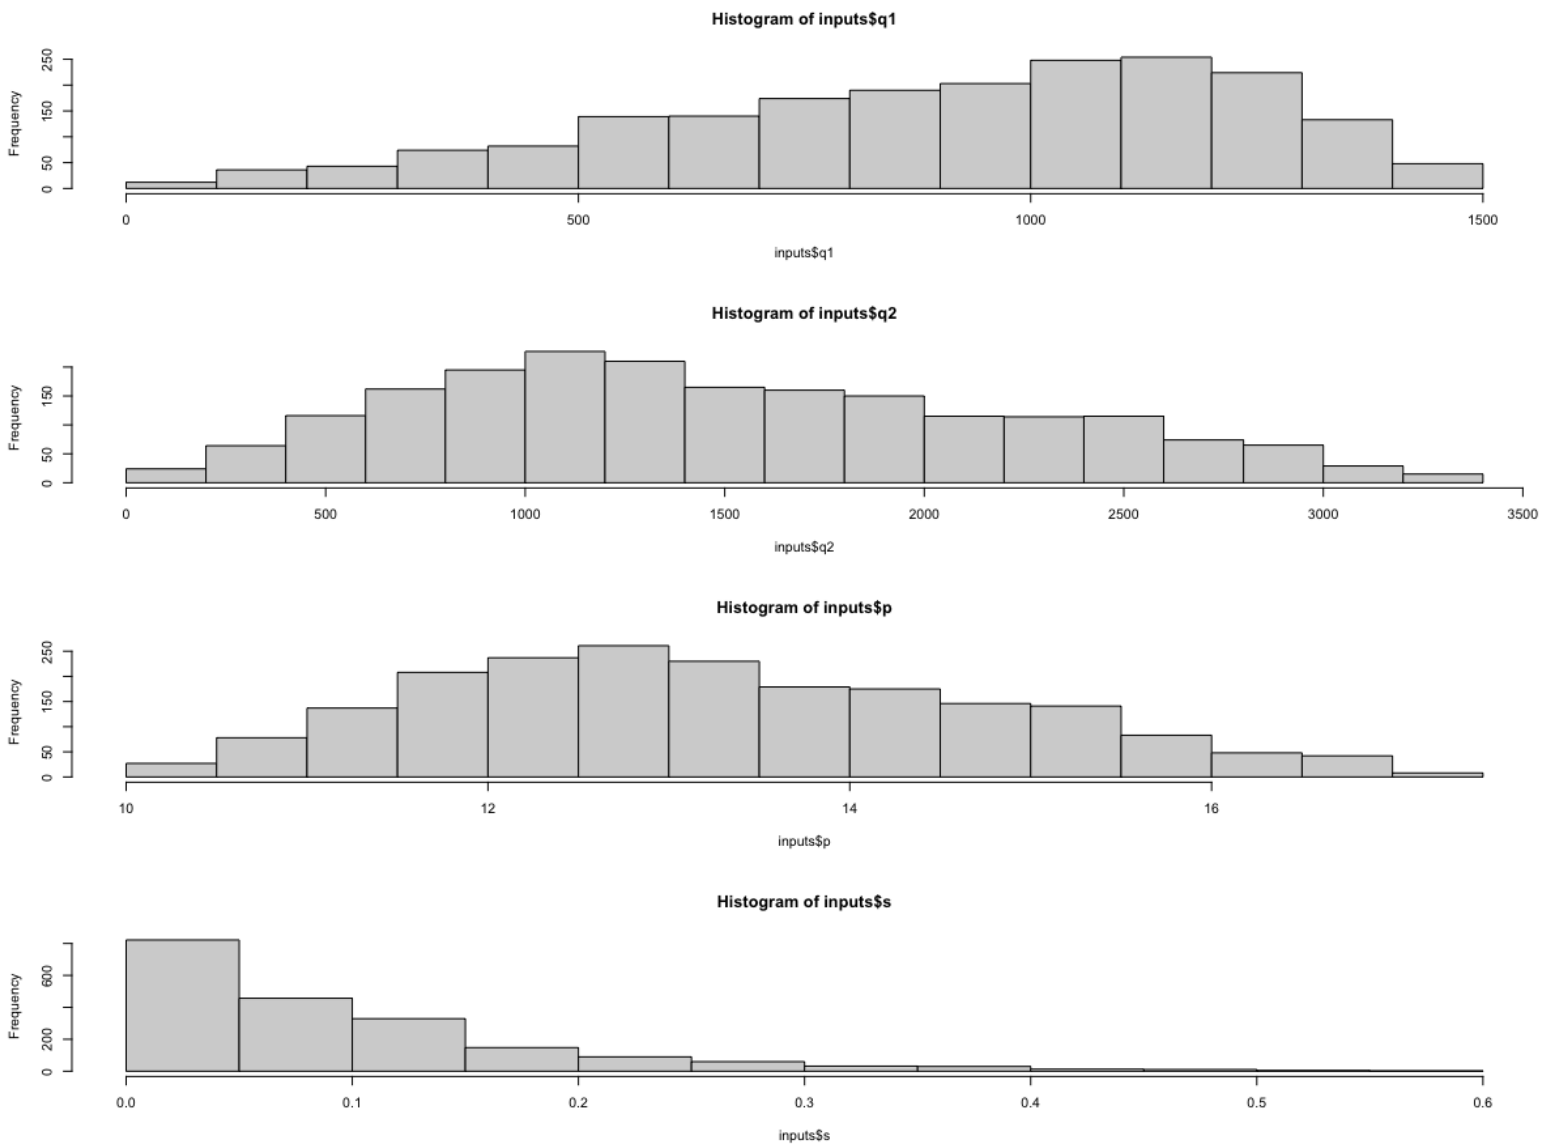 Histogram of inputs$q1
Frequency
250
150
50
0
0 500 1000 1500
inputs$q1
Histogram of inputs$q2
Frequency
150
50
0
0 500 1000 1500 2000 2500 3000 3500
inputs$q2
Histogram of inputs$p
Frequency
250
150
50
0
10 12 14 16
inputs$p
Histogram of inputs$s
Frequency
600
200
0
0.0 0.1 0.2 0.3 0.4 0.5 0.6
inputs$s